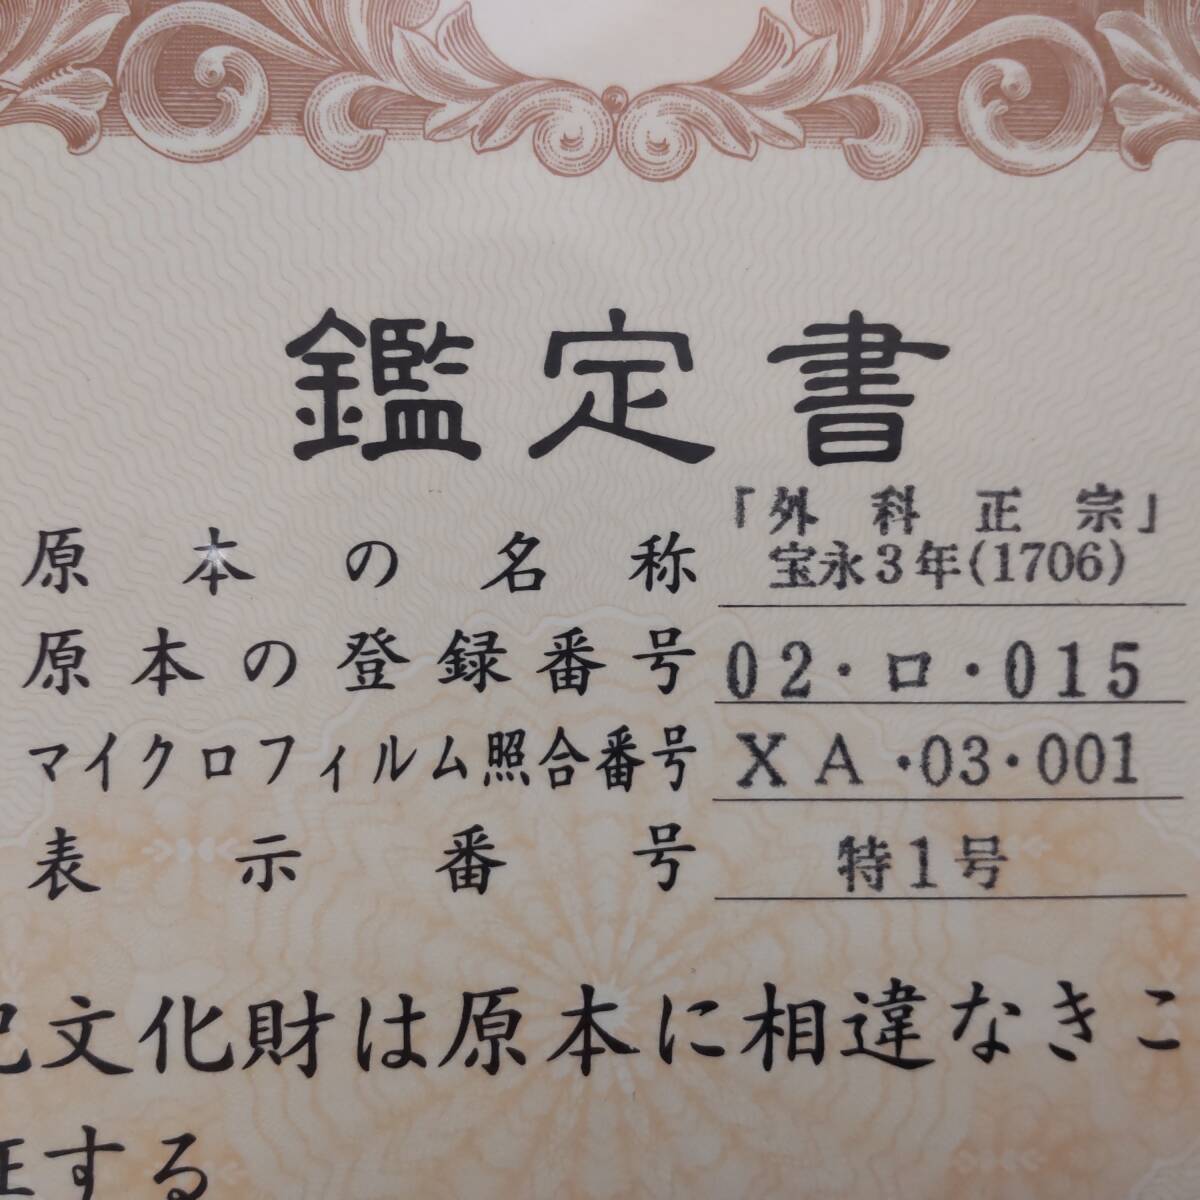 鑑定書
原本の名称 「外科正宗」
宝永3年(1706)
原本の登録番号 02・ロ・015
マイクロフィルム照合番号 XA・03・001
表示番号 特1号
記文化財は原本に相違なきこ
証する